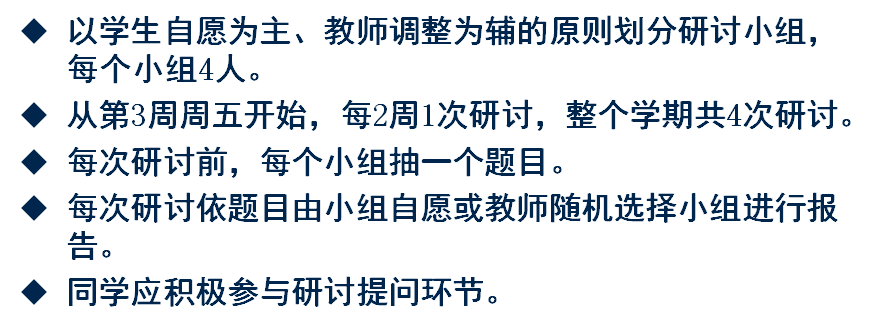 ◆ 以学生自愿为主、教师调整为辅的原则划分研讨小组，
每个小组4人。
◆ 从第3周周五开始，每2周1次研讨，整个学期共4次研讨。
◆ 每次研讨前，每个小组抽一个题目。
◆ 每次研讨依题目由小组自愿或教师随机选择小组进行报
告。
◆ 同学应积极参与研讨提问环节。